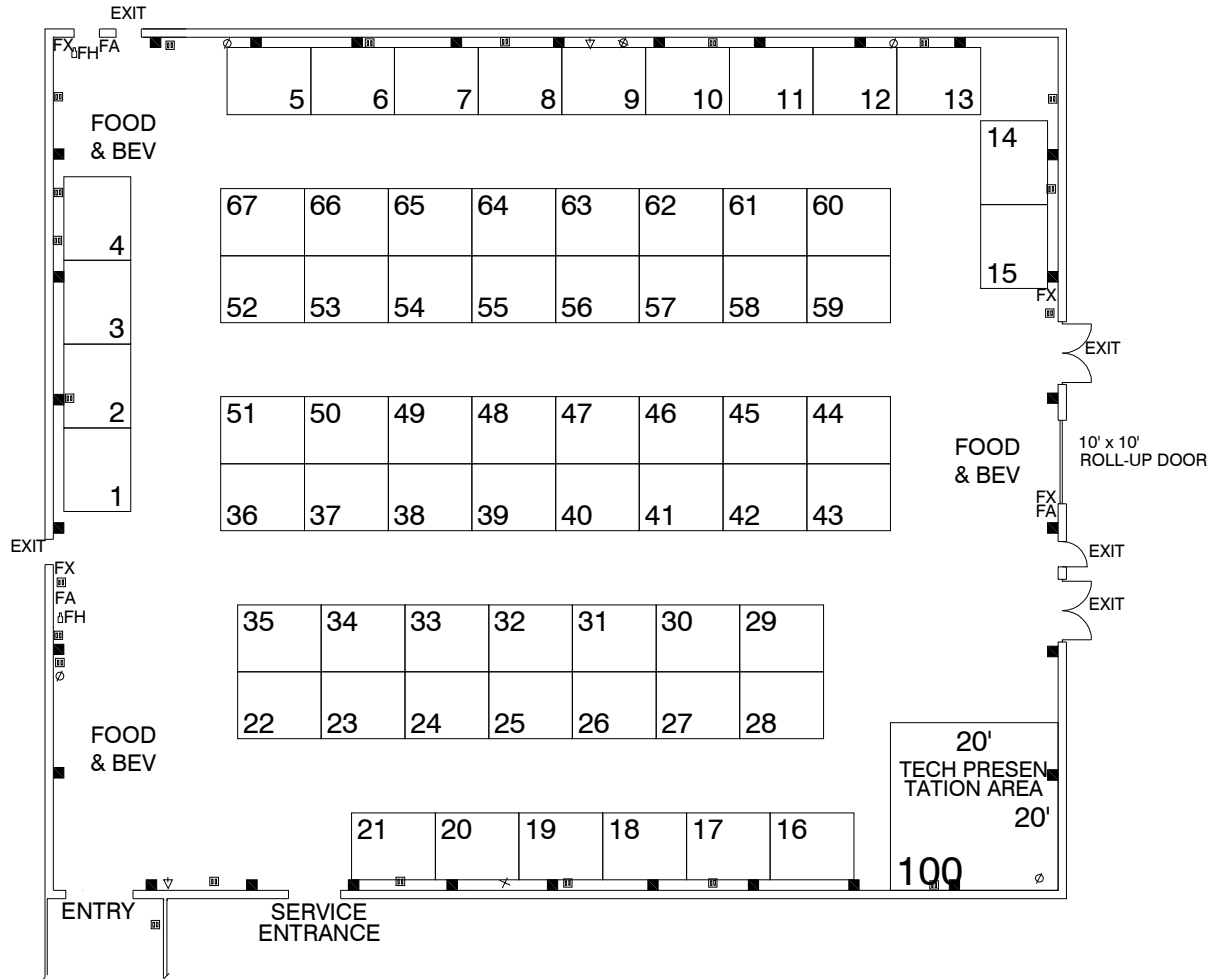 EXIT
FX
FH
FA
5
6
7
8
9
10
11
12
13
FOOD
& BEV
14
15
FX
4
3
2
1
67
66
65
64
63
62
61
60
52
53
54
55
56
57
58
59
EXIT
51
50
49
48
47
46
45
44
36
37
38
39
40
41
42
43
FOOD
& BEV
10' x 10'
ROLL-UP DOOR
FX
FA
EXIT
EXIT
EXIT
FX
FA
FH
35
34
33
32
31
30
29
22
23
24
25
26
27
28
FOOD
& BEV
20'
TECH PRESEN
TATION AREA
20'
100
21
20
19
18
17
16
ENTRY
SERVICE
ENTRANCE